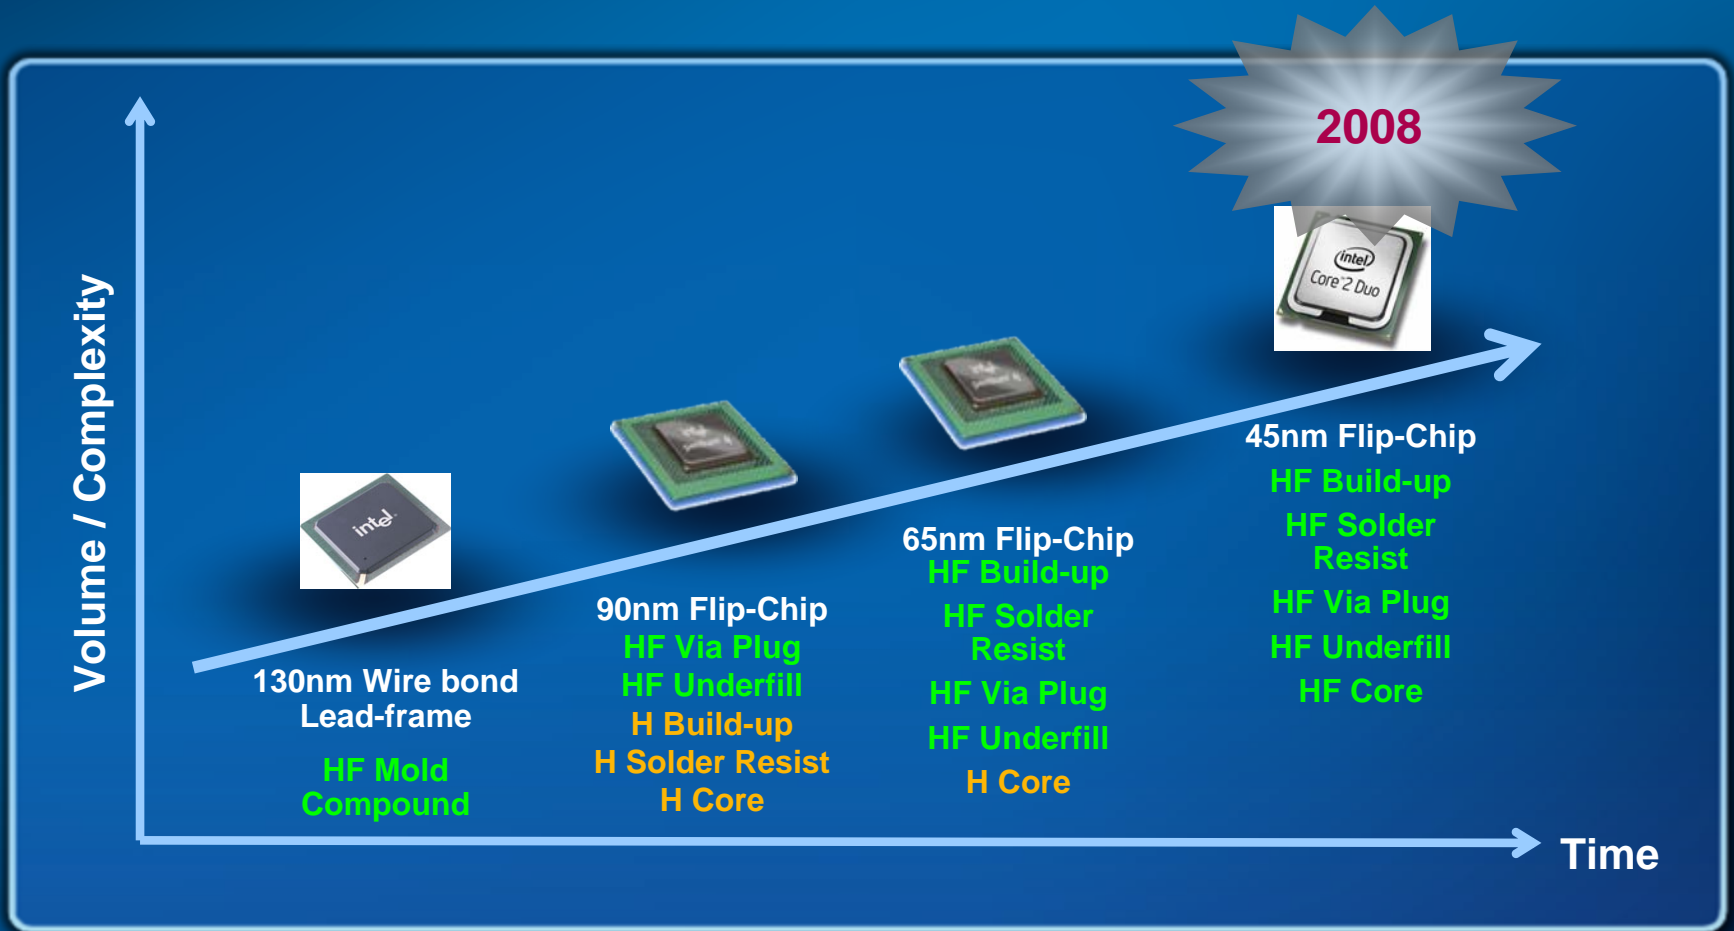 2008
Volume / Complexity
intel
Core 2 Duo
intel
130nm Wire bond
Lead-frame
HF Mold
Compound
90nm Flip-Chip
HF Via Plug
HF Underfill
H Build-up
H Solder Resist
H Core
65nm Flip-Chip
HF Build-up
HF Solder
Resist
HF Via Plug
HF Underfill
H Core
45nm Flip-Chip
HF Build-up
HF Solder
Resist
HF Via Plug
HF Underfill
HF Core
Time